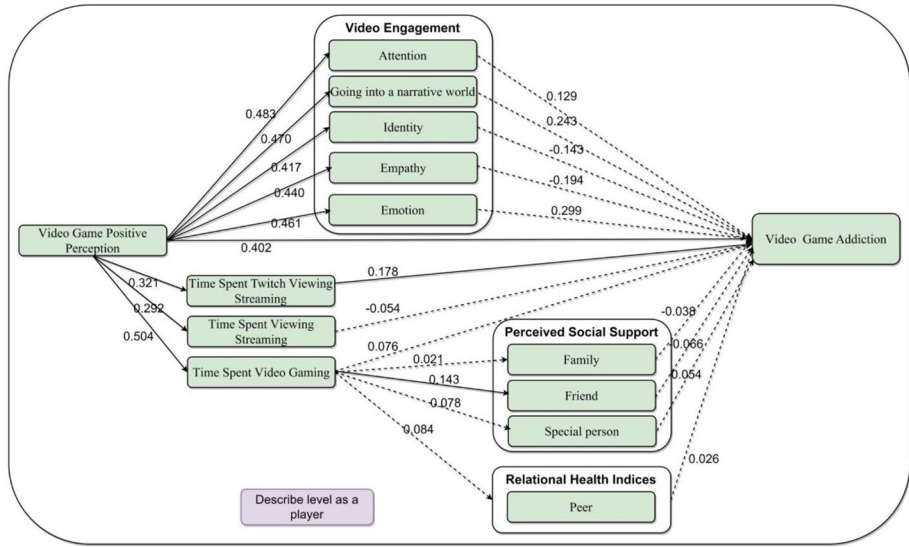 Video Engagement
Attention
Going into a narrative world
Identity
Empathy
Emotion
0.483
0.470
0.417
0.440
0.461
0.402
0.129
0.243
-0.143
-0.194
0.299
Video Game Positive
Perception
Video Game Addiction
0.321
0.292
0.504
Time Spent Twitch Viewing
Streaming
0.178
Time Spent Viewing
Streaming
-0.054
Time Spent Video Gaming
0.076
0.021
0.143
0.078
0.084
Perceived Social Support
Family
Friend
Special person
-0.038
-0.066
0.054
Relational Health Indices
Peer
0.026
Describe level as a
player